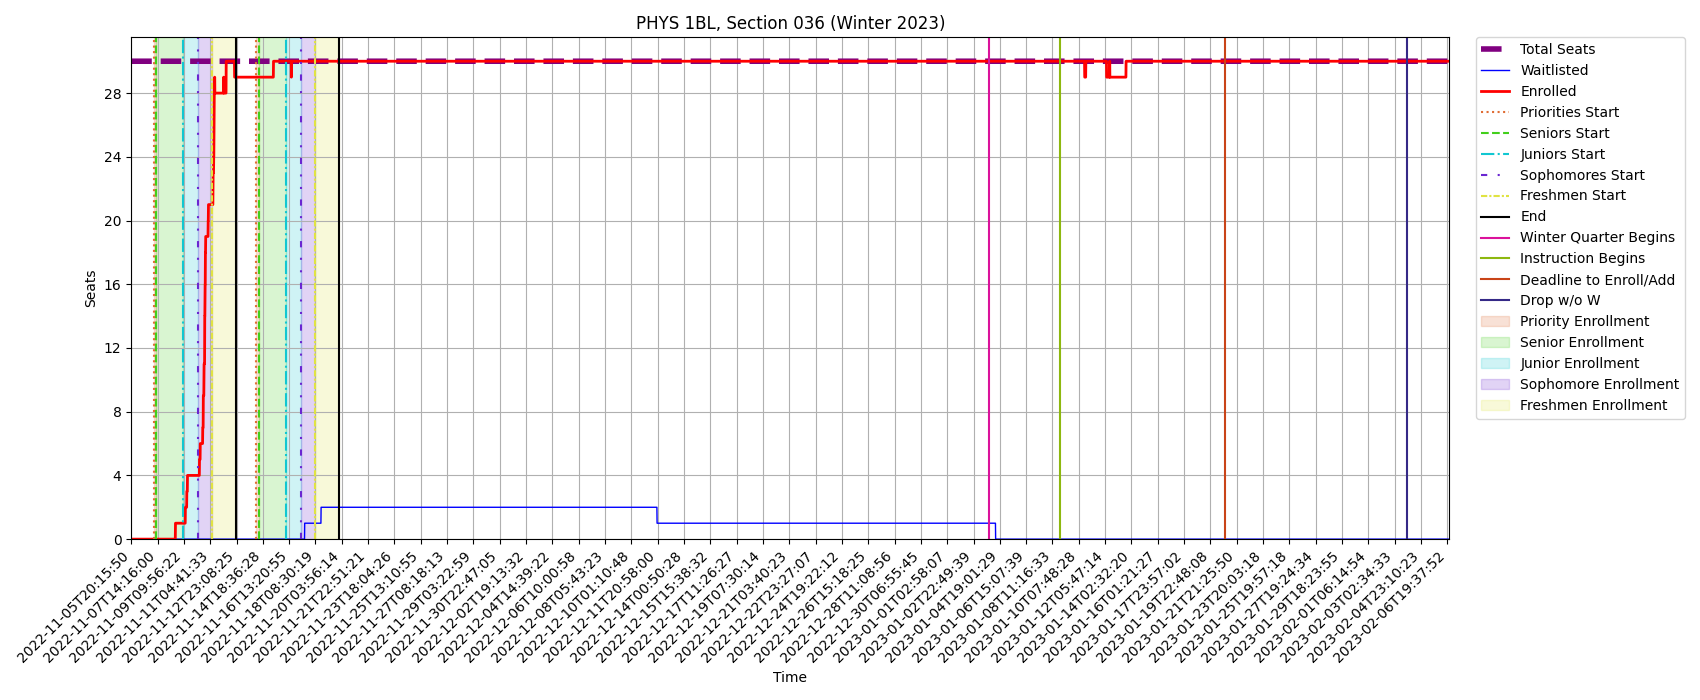 PHYS 1BL, Section 036 (Winter 2023)
Seats
28
24
20
16
12
8
4
0
2022-11-05T20:15:50
2022-11-07T14:16:00
2022-11-09T09:56:22
2022-11-11T04:41:33
2022-11-12T23:08:25
2022-11-14T18:36:28
2022-11-16T13:20:55
2022-11-18T08:30:19
2022-11-20T03:56:14
2022-11-21T22:51:21
2022-11-23T18:04:26
2022-11-25T13:10:55
2022-11-27T08:18:13
2022-11-29T03:22:59
2022-11-30T22:47:05
2022-12-02T19:13:32
2022-12-04T14:39:22
2022-12-06T10:00:58
2022-12-08T05:43:23
2022-12-10T01:10:48
2022-12-11T20:58:00
2022-12-14T00:50:28
2022-12-15T15:38:32
2022-12-17T11:26:27
2022-12-19T07:30:14
2022-12-21T03:40:23
2022-12-22T23:27:07
2022-12-24T19:22:12
2022-12-26T15:18:25
2022-12-28T11:08:56
2022-12-30T06:55:45
2023-01-01T02:58:07
2023-01-02T22:49:39
2023-01-04T19:01:29
2023-01-06T15:07:39
2023-01-08T11:16:33
2023-01-10T07:48:28
2023-01-12T05:47:14
2023-01-14T02:32:20
2023-01-16T01:21:27
2023-01-17T23:57:02
2023-01-19T22:48:08
2023-01-21T21:25:50
2023-01-23T20:03:18
2023-01-25T19:57:18
2023-01-27T19:24:34
2023-01-29T18:23:55
2023-02-01T06:14:54
2023-02-03T02:34:33
2023-02-04T23:10:23
2023-02-06T19:37:52
Time
Total Seats
Waitlisted
Enrolled
Priorities Start
Seniors Start
Juniors Start
Sophomores Start
Freshmen Start
End
Winter Quarter Begins
Instruction Begins
Deadline to Enroll/Add
Drop w/o W
Priority Enrollment
Senior Enrollment
Junior Enrollment
Sophomore Enrollment
Freshmen Enrollment